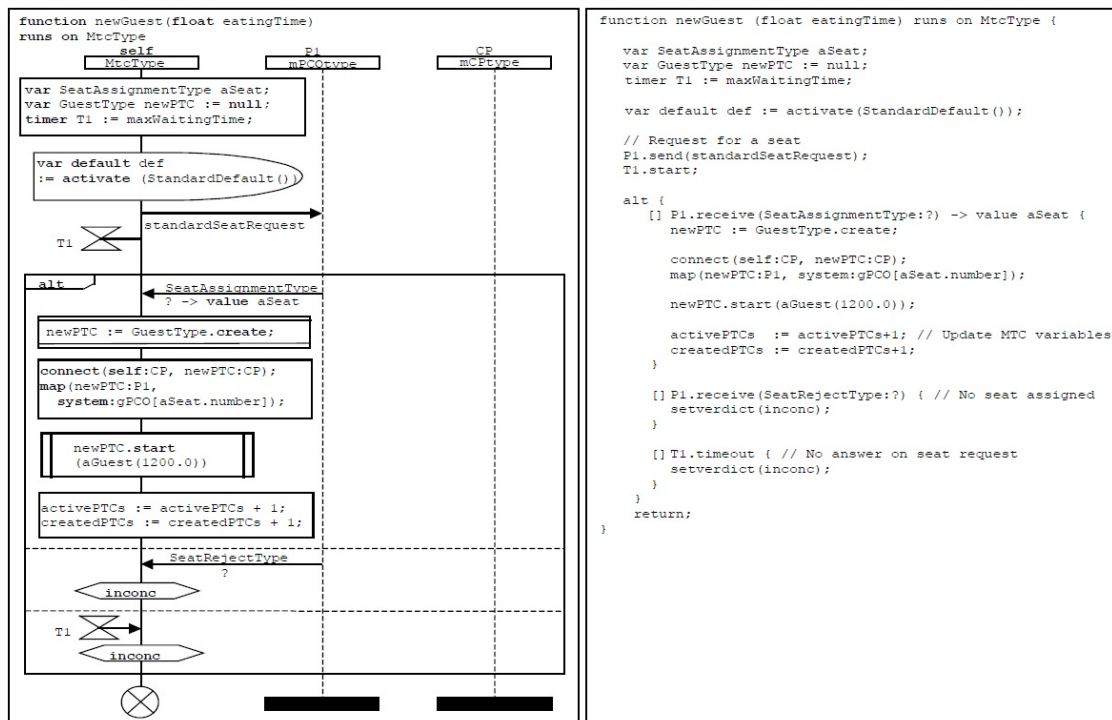 function newGuest(float eatingTime)
runs on MtcType
self
MtcType
P1
mPCOtype
CP
mCPtype
var SeatAssignmentType aSeat;
var GuestType newPTC := null;
timer T1 := maxWaitingTime;
var default def
:= activate (StandardDefault())
standardSeatRequest
T1
alt
SeatAssignmentType
? -> value aSeat
newPTC := GuestType.create;
connect(self:CP, newPTC:CP);
map(newPTC:P1,
system:gPCO[aSeat.number]);
newPTC.start
(aGuest(1200.0))
activePTCs := activePTCs + 1;
createdPTCs := createdPTCs + 1;
SeatRejectType
?
inconc
T1
inconc
function newGuest (float eatingTime) runs on MtcType {
var SeatAssignmentType aSeat;
var GuestType newPTC := null;
timer T1 := maxWaitingTime;
var default def := activate(StandardDefault());
// Request for a seat
P1.send(standardSeatRequest);
T1.start;
alt {
[] P1.receive(SeatAssignmentType:?) -> value aSeat {
newPTC := GuestType.create;
connect(self:CP, newPTC:CP);
map(newPTC:P1, system:gPCO[aSeat.number]);
newPTC.start(aGuest(1200.0));
activePTCs := activePTCs+1; // Update MTC variables
createdPTCs := createdPTCs+1;
}
[] P1.receive(SeatRejectType:?) { // No seat assigned
setverdict(inconc);
}
[] T1.timeout { // No answer on seat request
setverdict(inconc);
}
}
return;
}